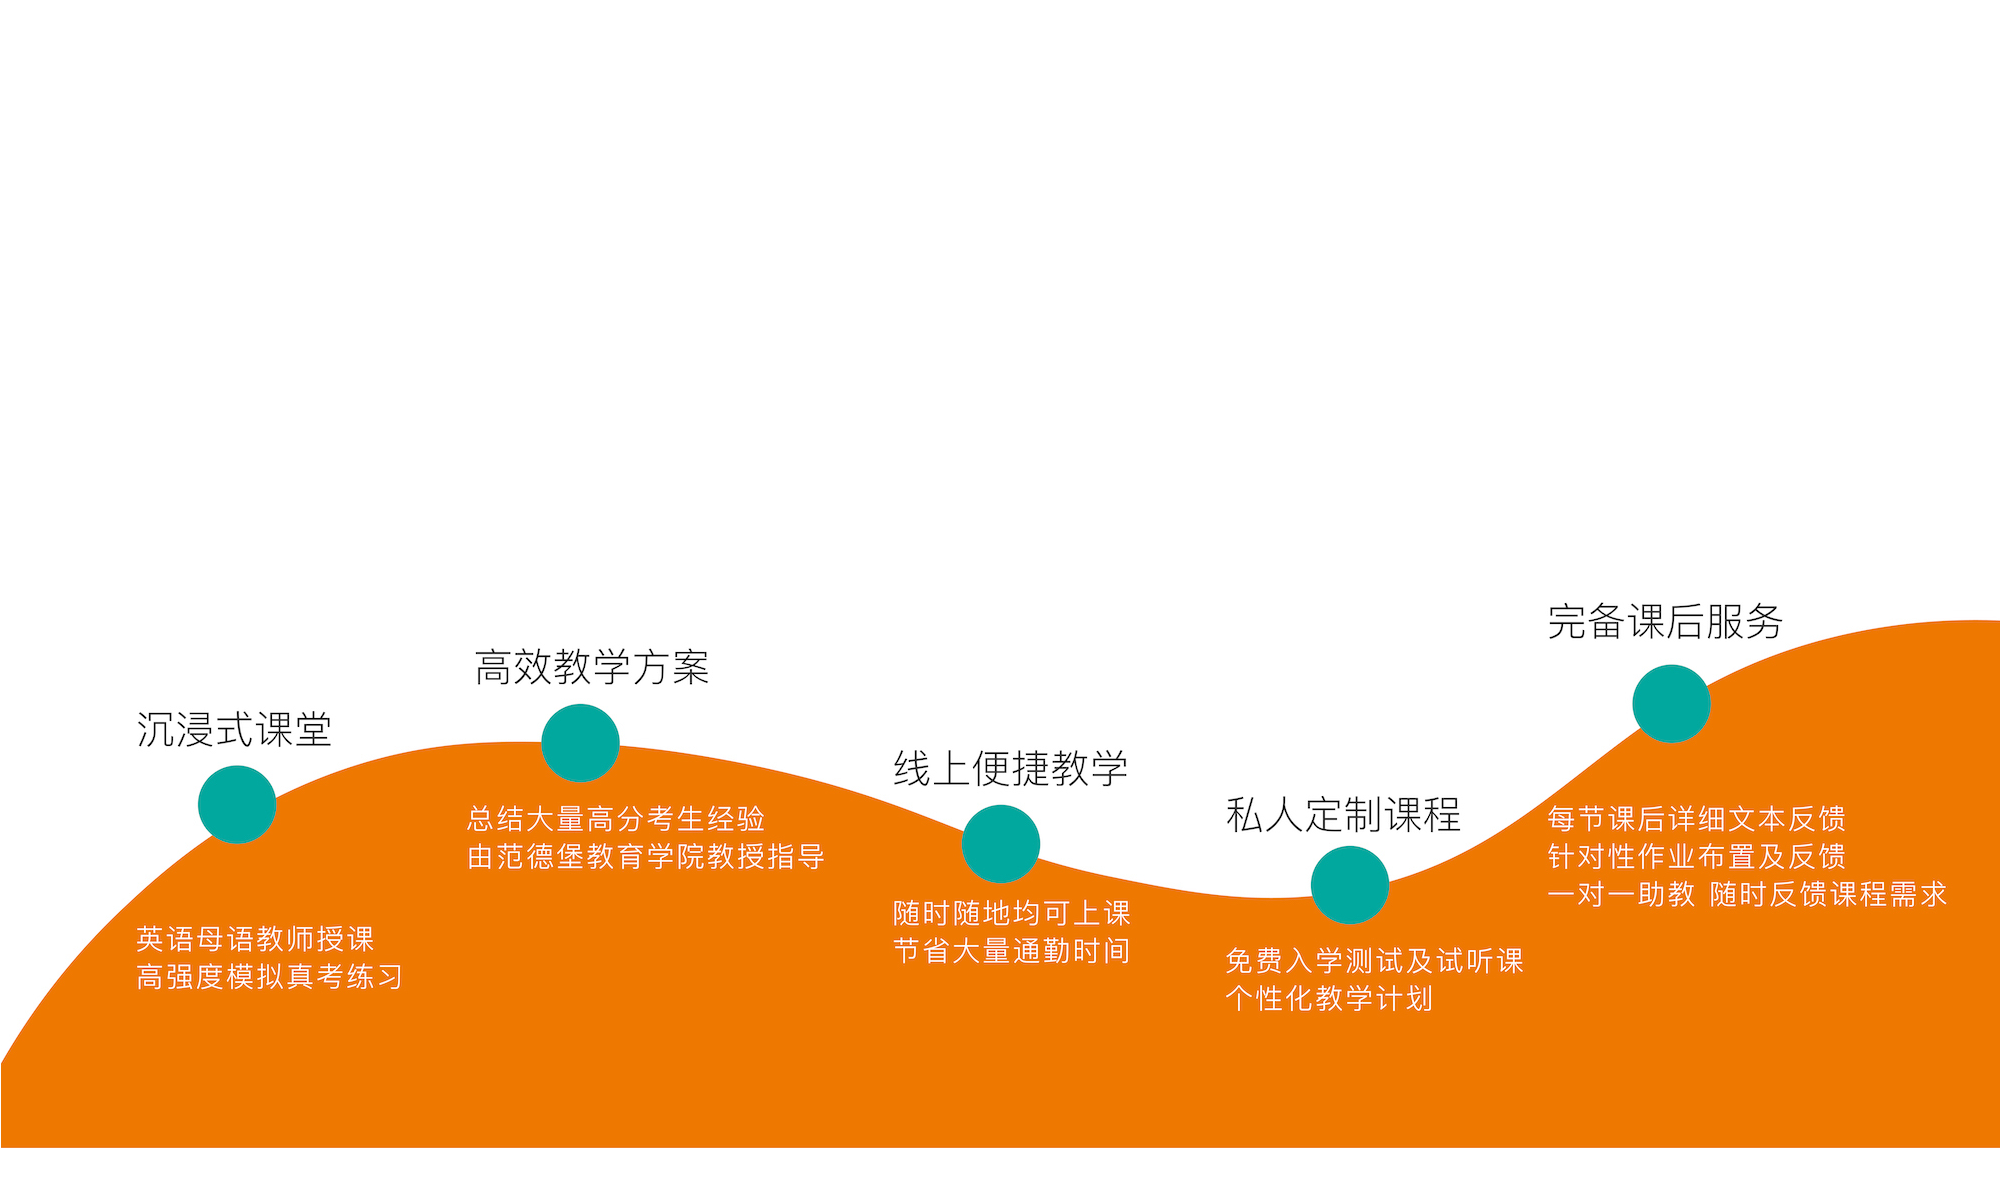 沉浸式课堂
英语母语教师授课
高强度模拟真考练习
高效教学方案
总结大量高分考生经验
由范德堡教育学院教授指导
线上便捷教学
随时随地均可上课
节省大量通勤时间
私人定制课程
免费入学测试及试听课
个性化教学计划
完备课后服务
每节课后详细文本反馈
针对性作业布置及反馈
一对一助教 随时反馈课程需求